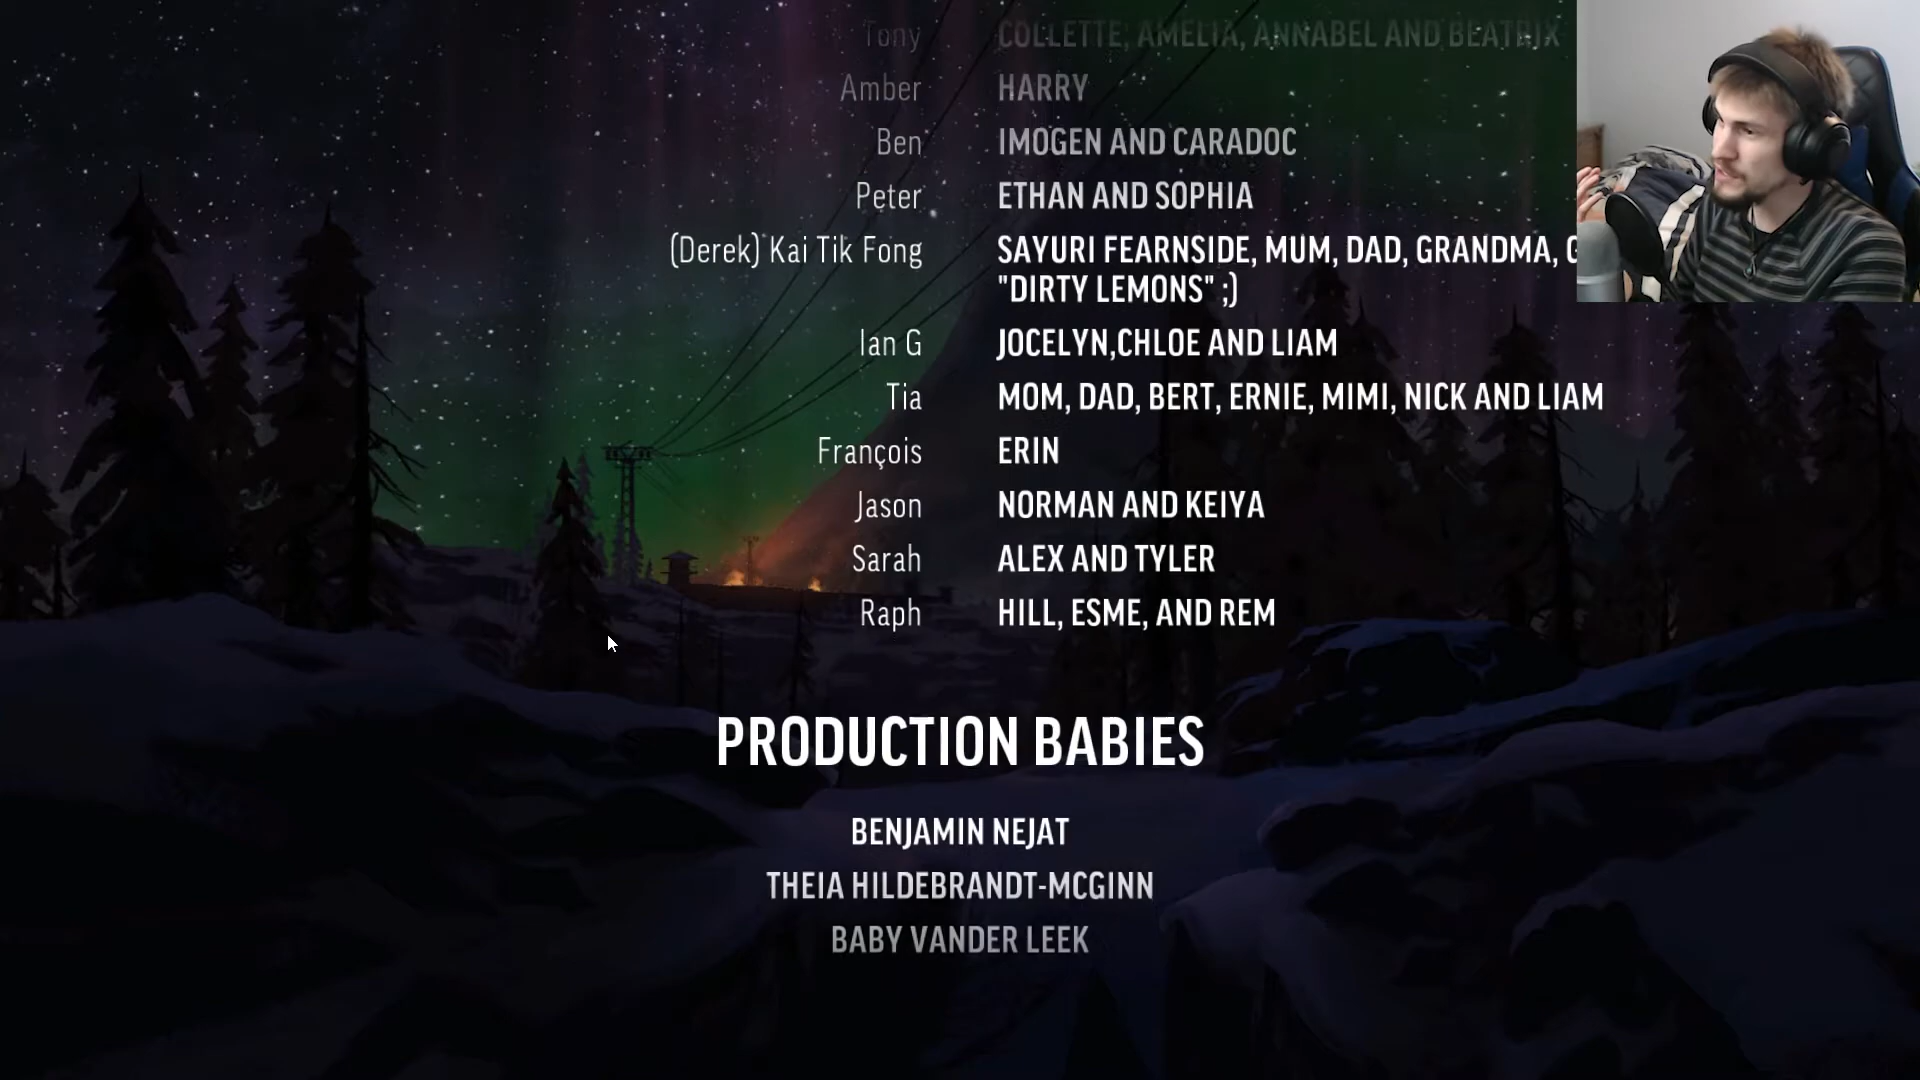 Tony COLLETTE, AMELIA, ANNABEL AND BEATRIX
Amber HARRY
Ben IMOGEN AND CARADOC
Peter ETHAN AND SOPHIA
(Derek) Kai Tik Fong SAYURI FEARNSIDE, MUM, DAD, GRANDMA,
"DIRTY LEMONS" ;)
Ian G JOCELYN,CHLOE AND LIAM
Tia MOM, DAD, BERT, ERNIE, MIMI, NICK AND LIAM
François ERIN
Jason NORMAN AND KEIYA
Sarah ALEX AND TYLER
Raph HILL, ESME, AND REM
PRODUCTION BABIES
BENJAMIN NEJAT
THEIA HILDEBRANDT-MCGINN
BABY VANDER LEEK